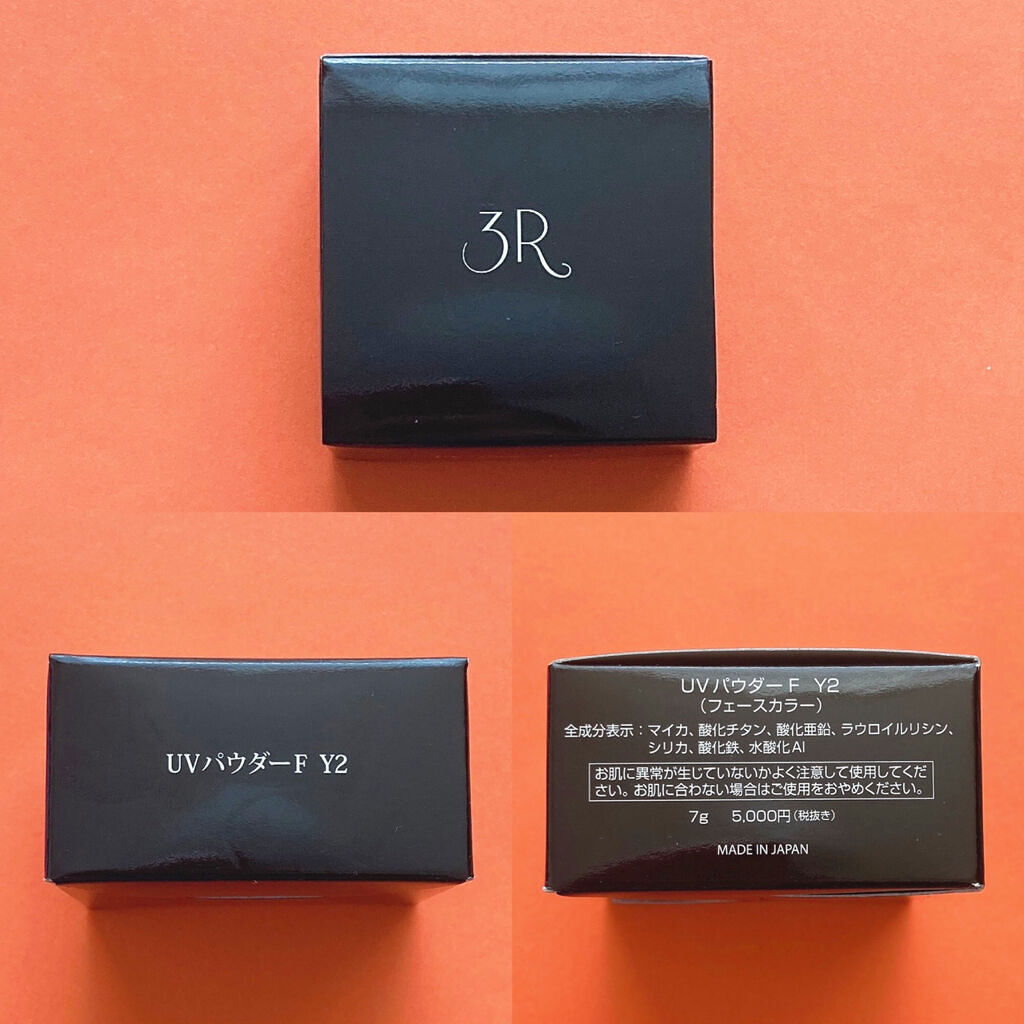 3R
UVパウダーF Y2
UVパウダーF Y2
（フェースカラー）
全成分表示：マイカ、酸化チタン、酸化亜鉛、ラウロイルリシン、
シリカ、酸化鉄、水酸化Al
お肌に異常が生じていないかよく注意して使用してくだ
さい。お肌に合わない場合はご使用をおやめください。
7g 5,000円（税抜き）
MADE IN JAPAN